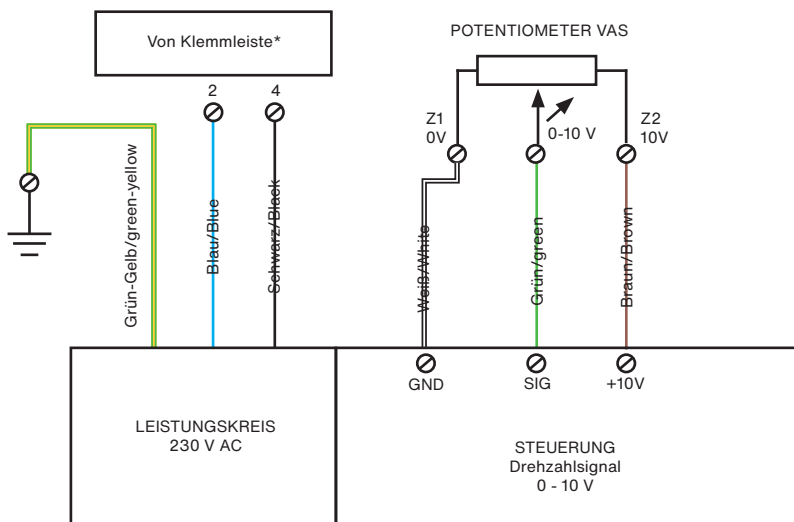 Von Klemmleiste*
2
4
POTENTIOMETER VAS
Z1
0V
0-10 V
Z2
10V
Grün-Gelb/green-yellow
Blau/Blue
Schwarz/Black
Weiß/White
Grün/green
Braun/Brown
GND
SIG
+10V
LEISTUNGSKREIS
230 V AC
STEUERUNG
Drehzahlsignal
0 - 10 V